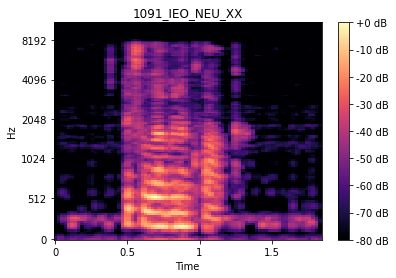 1091_IEO_NEU_XX
Hz
8192
4096
2048
1024
512
0
0
0.5
1
1.5
Time
+0 dB
-10 dB
-20 dB
-30 dB
-40 dB
-50 dB
-60 dB
-70 dB
-80 dB